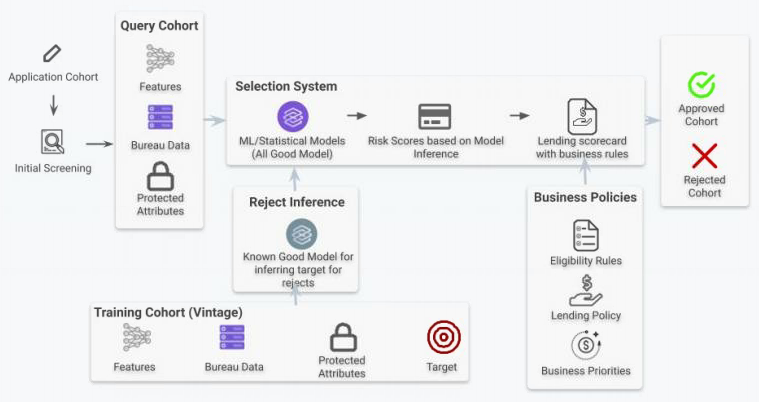 Application Cohort
Initial Screening
Query Cohort
Features
Bureau Data
Protected
Attributes
Selection System
ML/Statistical Models
(All Good Model)
Risk Scores based on Model
Inference
Lending scorecard
with business rules
Approved
Cohort
Rejected
Cohort
Reject Inference
Known Good Model for
inferring target for
rejects
Business Policies
Eligibility Rules
Lending Policy
Business Priorities
Training Cohort (Vintage)
Features
Bureau Data
Protected
Attributes
Target